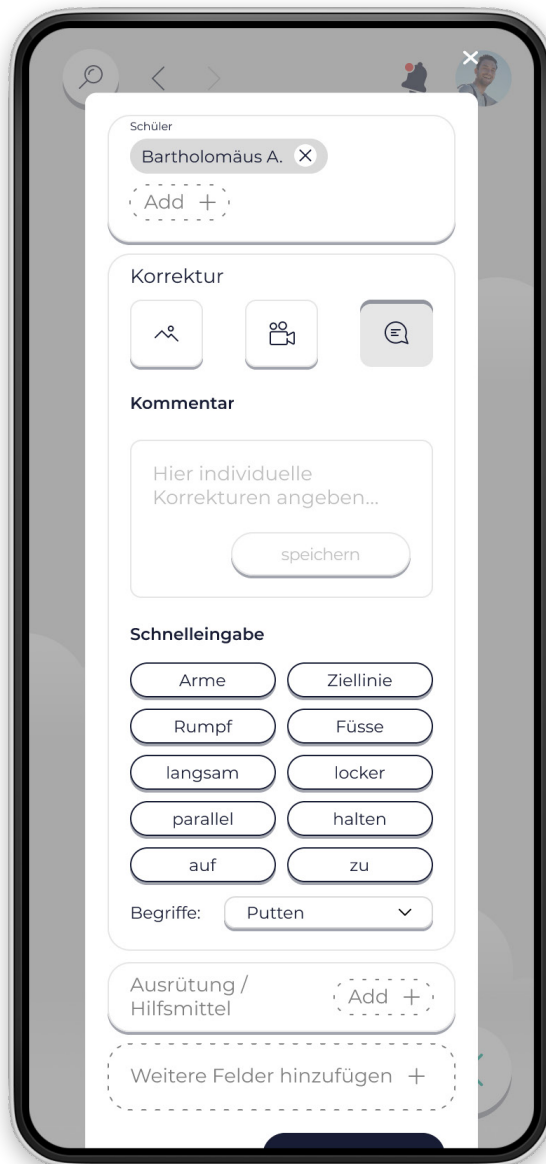 Schüler
Bartholomäus A.
Add
Korrektur
Kommentar
Hier individuelle
Korrekturen angeben...
speichern
Schnelleingabe
Arme Ziellinie
Rumpf Füsse
langsam locker
parallel halten
auf zu
Begriffe: Putten
Ausrütung /
Hilfsmittel
Add
Weitere Felder hinzufügen